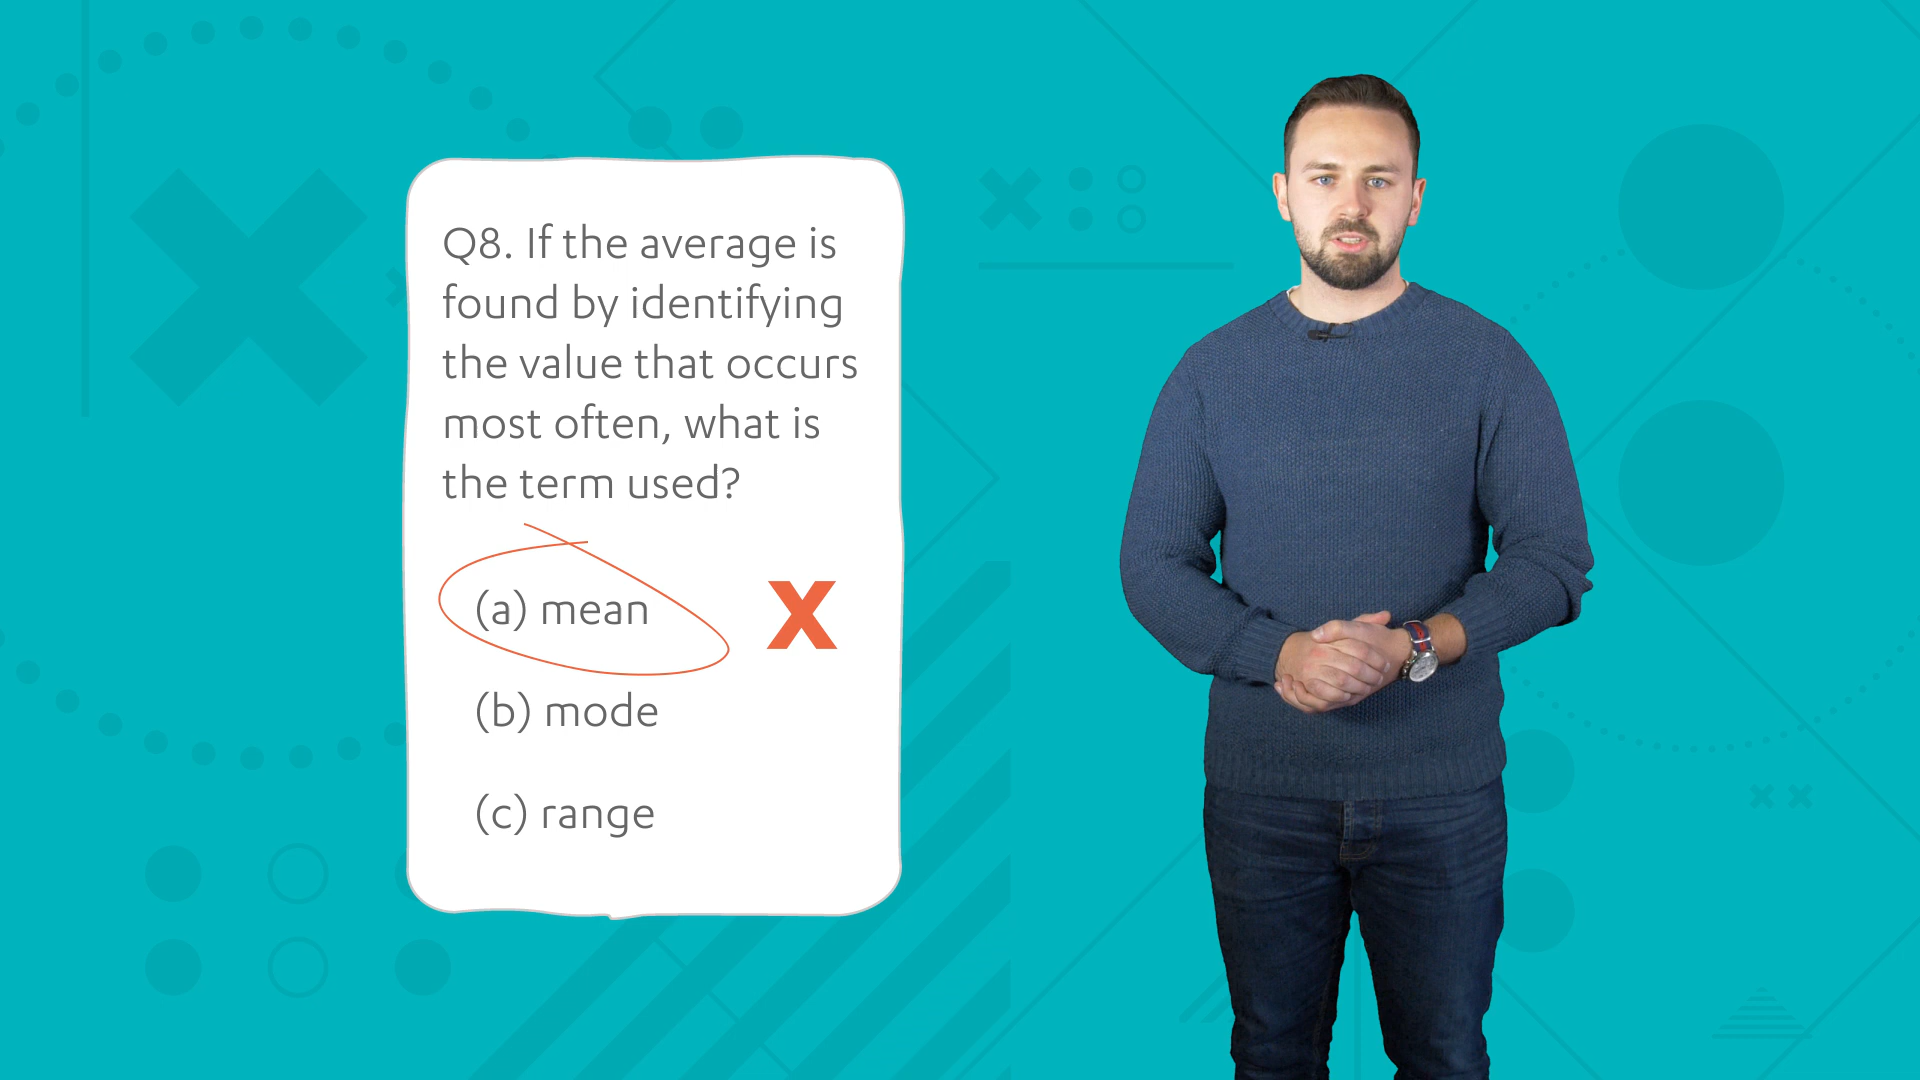 Q8. If the average is
found by identifying
the value that occurs
most often, what is
the term used?
(a) mean X
(b) mode
(c) range